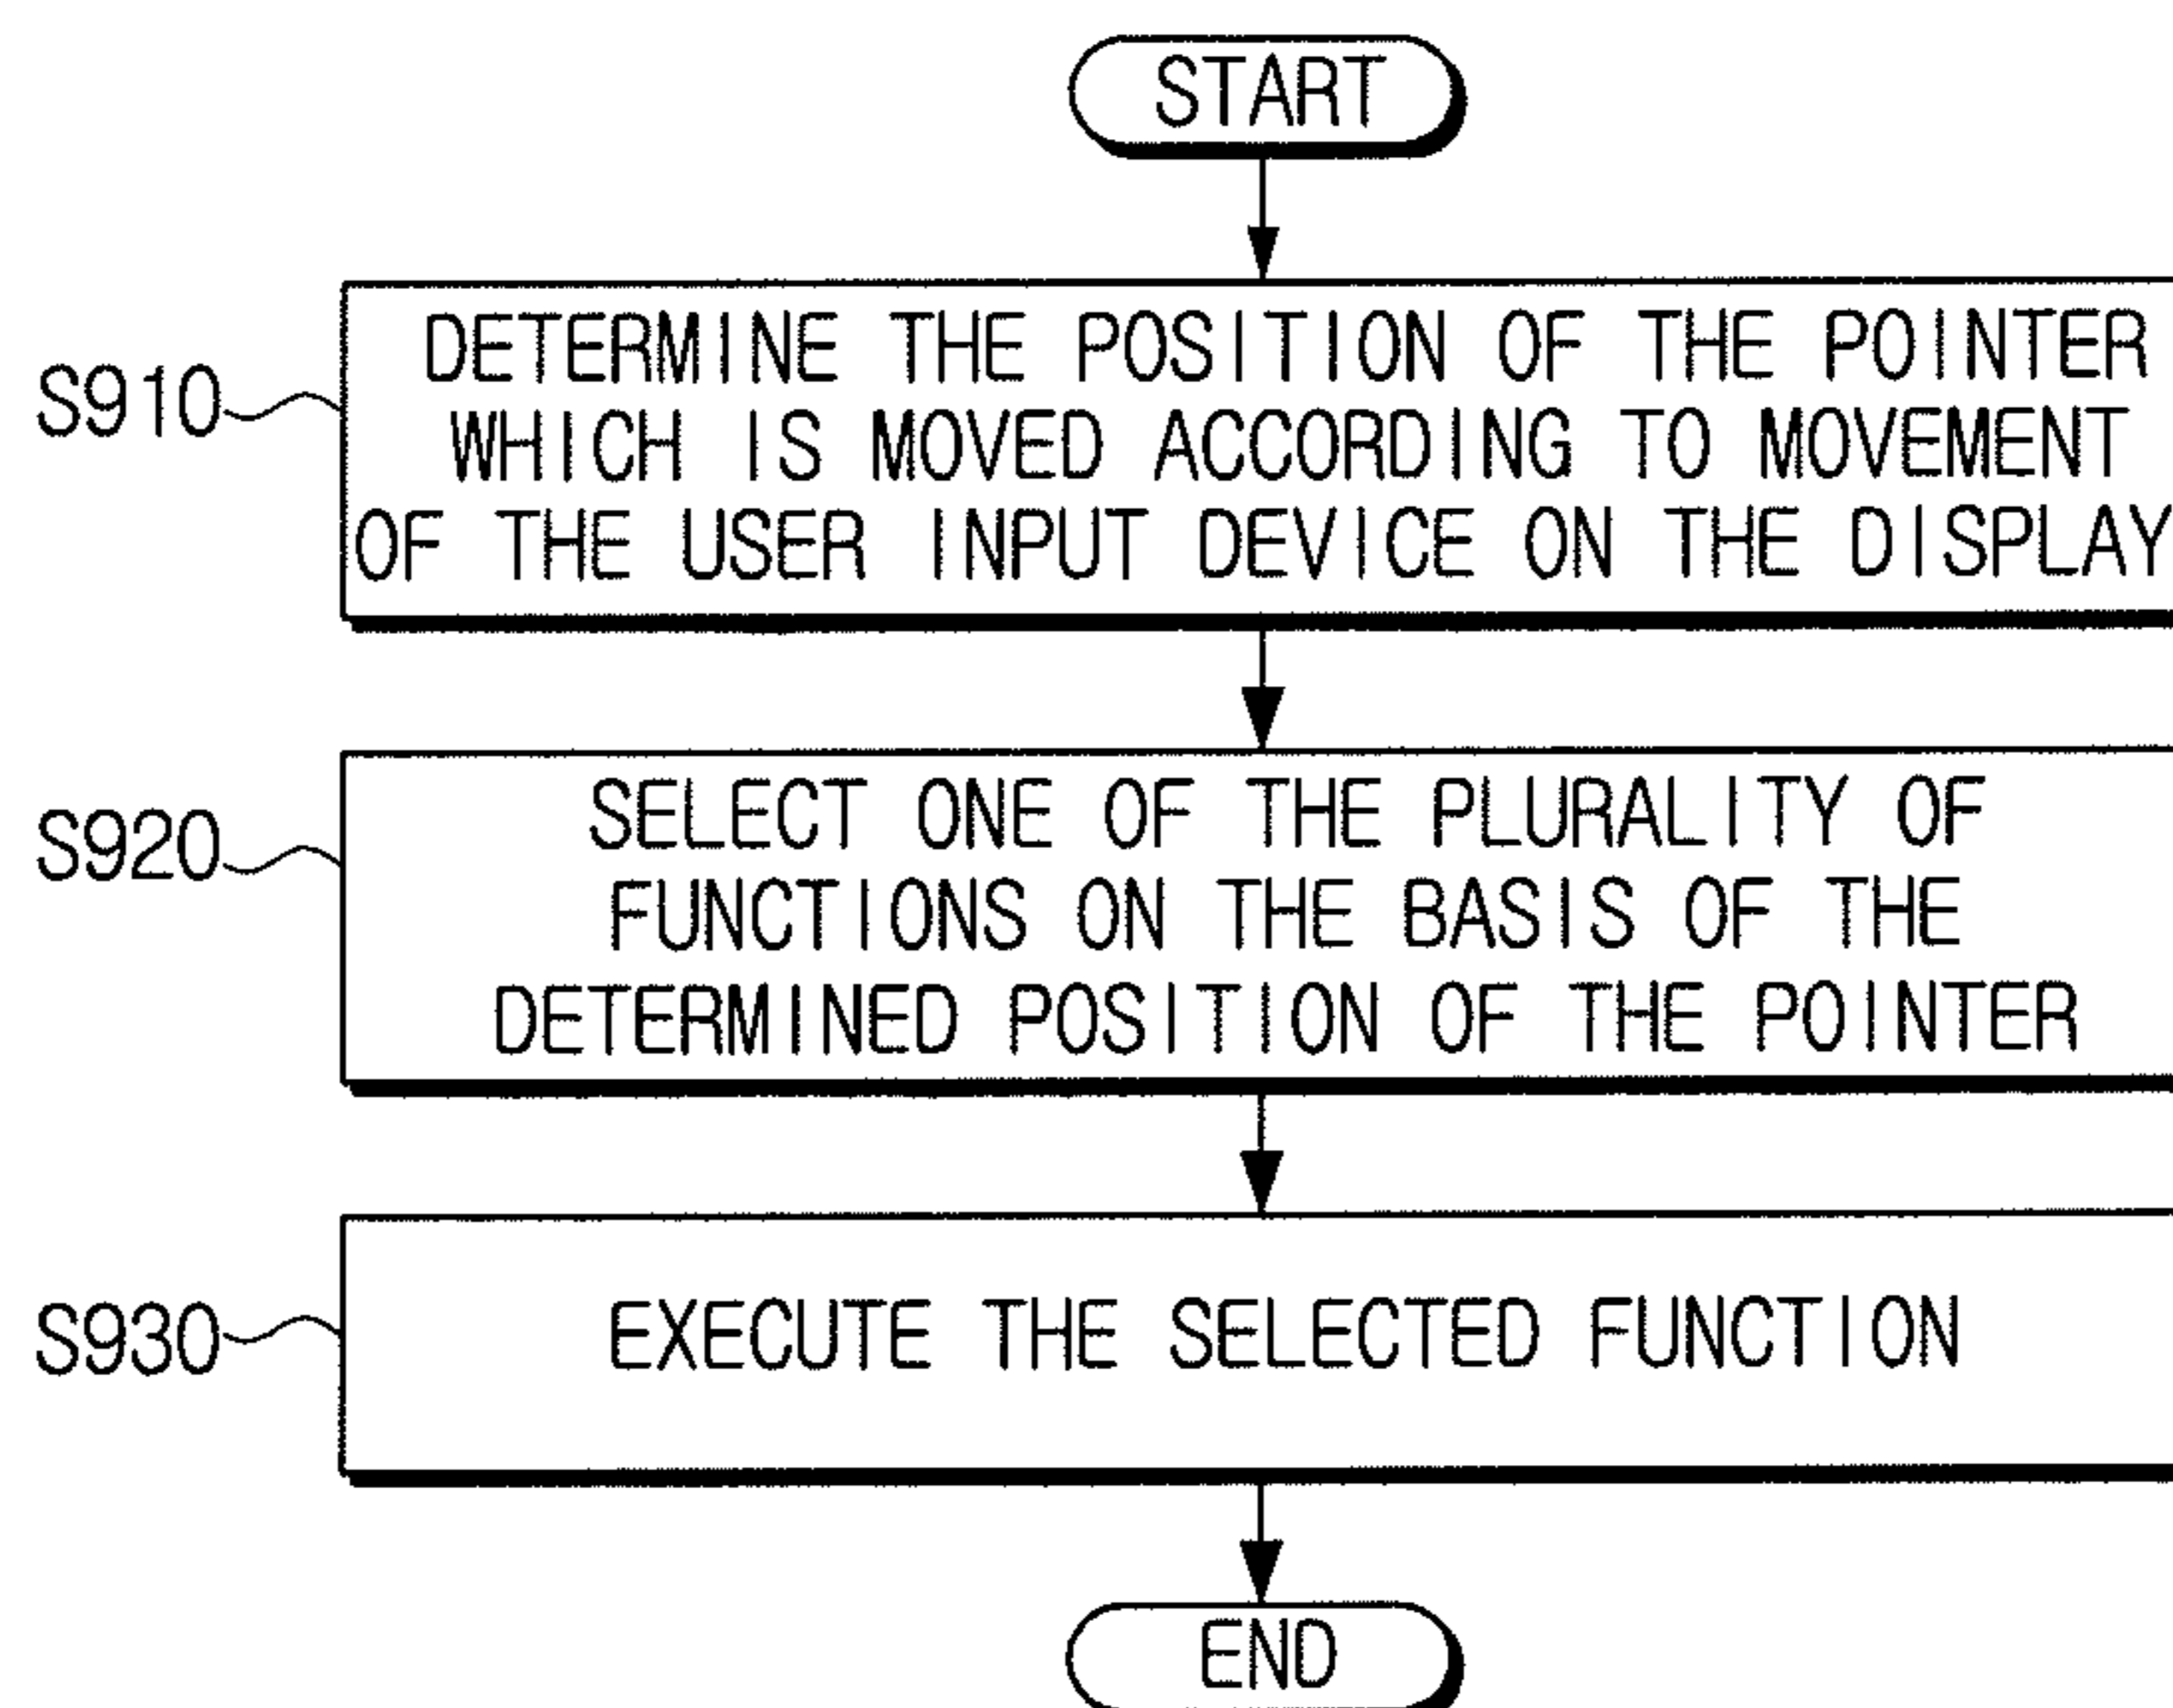 START
S910
DETERMINE THE POSITION OF THE POINTER
WHICH IS MOVED ACCORDING TO MOVEMENT
OF THE USER INPUT DEVICE ON THE DISPLAY
S920
SELECT ONE OF THE PLURALITY OF
FUNCTIONS ON THE BASIS OF THE
DETERMINED POSITION OF THE POINTER
S930
EXECUTE THE SELECTED FUNCTION
END